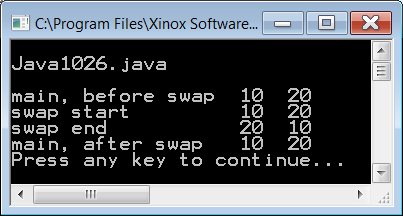 C:\Program Files\Xinox Software...
Java1026.java
main, before swap  10  20
swap start         10  20
swap end           20  10
main, after swap   10  20
Press any key to continue...